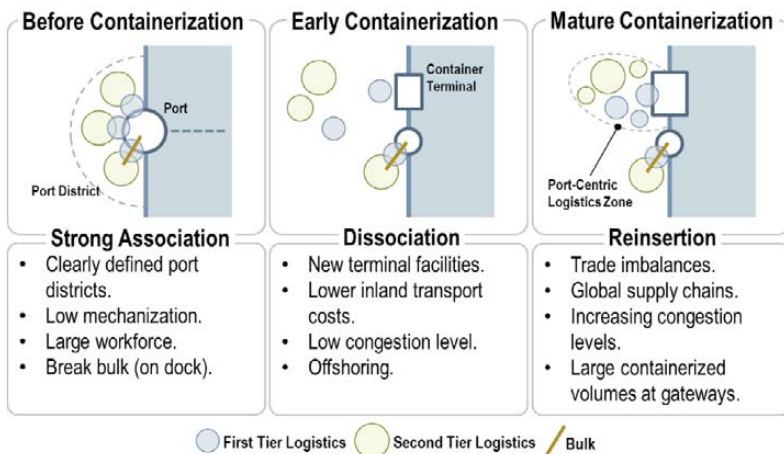 Before Containerization
Port
Port District
Strong Association
• Clearly defined port
districts.
• Low mechanization.
• Large workforce.
• Break bulk (on dock).
Early Containerization
Container
Terminal
Dissociation
• New terminal facilities.
• Lower inland transport
costs.
• Low congestion level.
• Offshoring.
Mature Containerization
Port-Centric
Logistics Zone
Reinsertion
• Trade imbalances.
• Global supply chains.
• Increasing congestion
levels.
• Large containerized
volumes at gateways.
First Tier Logistics
Second Tier Logistics
Bulk